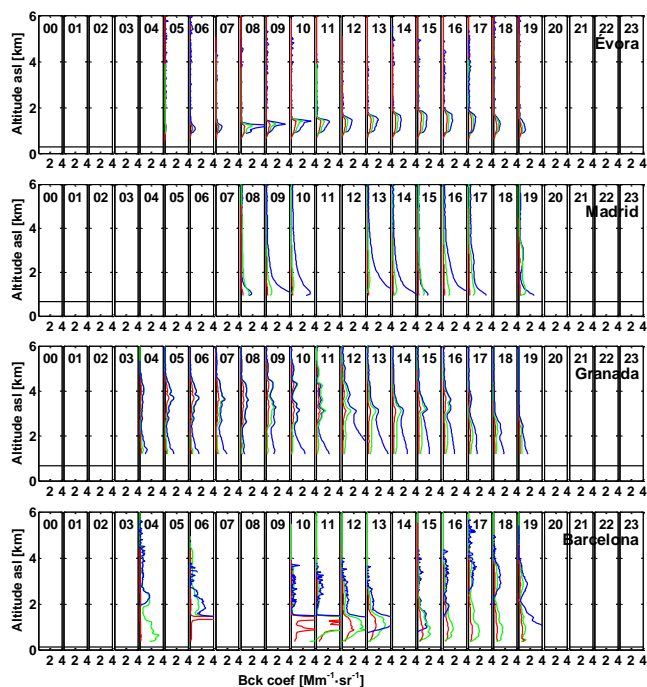 6
00 01 02 03 04 05 06 07 08 09 10 11 12 13 14 15 16 17 18 19 20 21 22 23
Évora
4
Altitude asl [km]
2
0
2 4 2 4 2 4 2 4 2 4 2 4 2 4 2 4 2 4 2 4 2 4 2 4 2 4 2 4 2 4 2 4 2 4 2 4 2 4 2 4 2 4 2 4 2 4 2 4
6
00 01 02 03 04 05 06 07 08 09 10 11 12 13 14 15 16 17 18 19 20 21 22 23
Madrid
4
Altitude asl [km]
2
0
2 4 2 4 2 4 2 4 2 4 2 4 2 4 2 4 2 4 2 4 2 4 2 4 2 4 2 4 2 4 2 4 2 4 2 4 2 4 2 4 2 4 2 4 2 4 2 4
6
00 01 02 03 04 05 06 07 08 09 10 11 12 13 14 15 16 17 18 19 20 21 22 23
Granada
4
Altitude asl [km]
2
0
2 4 2 4 2 4 2 4 2 4 2 4 2 4 2 4 2 4 2 4 2 4 2 4 2 4 2 4 2 4 2 4 2 4 2 4 2 4 2 4 2 4 2 4 2 4 2 4
6
00 01 02 03 04 05 06 07 08 09 10 11 12 13 14 15 16 17 18 19 20 21 22 23
Barcelona
4
Altitude asl [km]
2
0
2 4 2 4 2 4 2 4 2 4 2 4 2 4 2 4 2 4 2 4 2 4 2 4 2 4 2 4 2 4 2 4 2 4 2 4 2 4 2 4 2 4 2 4 2 4 2 4
Bck coef [Mm⁻¹·sr⁻¹]